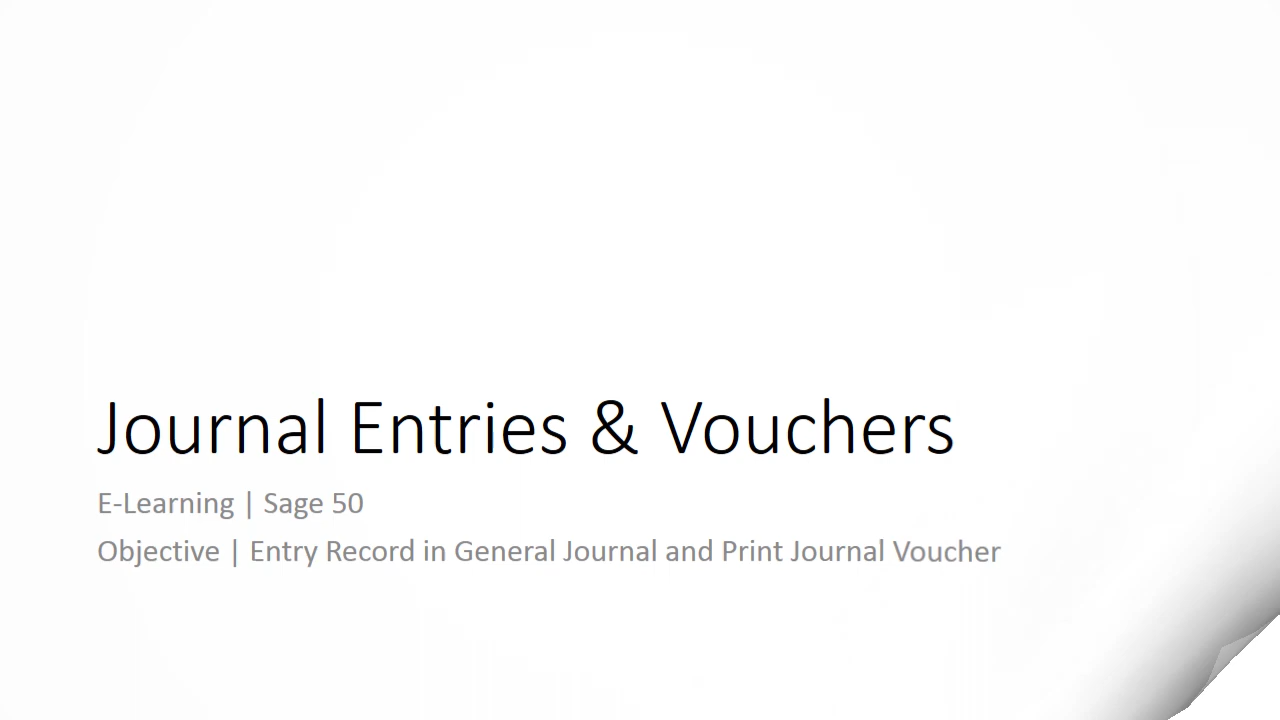 Journal Entries & Vouchers
E-Learning | Sage 50
Objective | Entry Record in General Journal and Print Journal Voucher